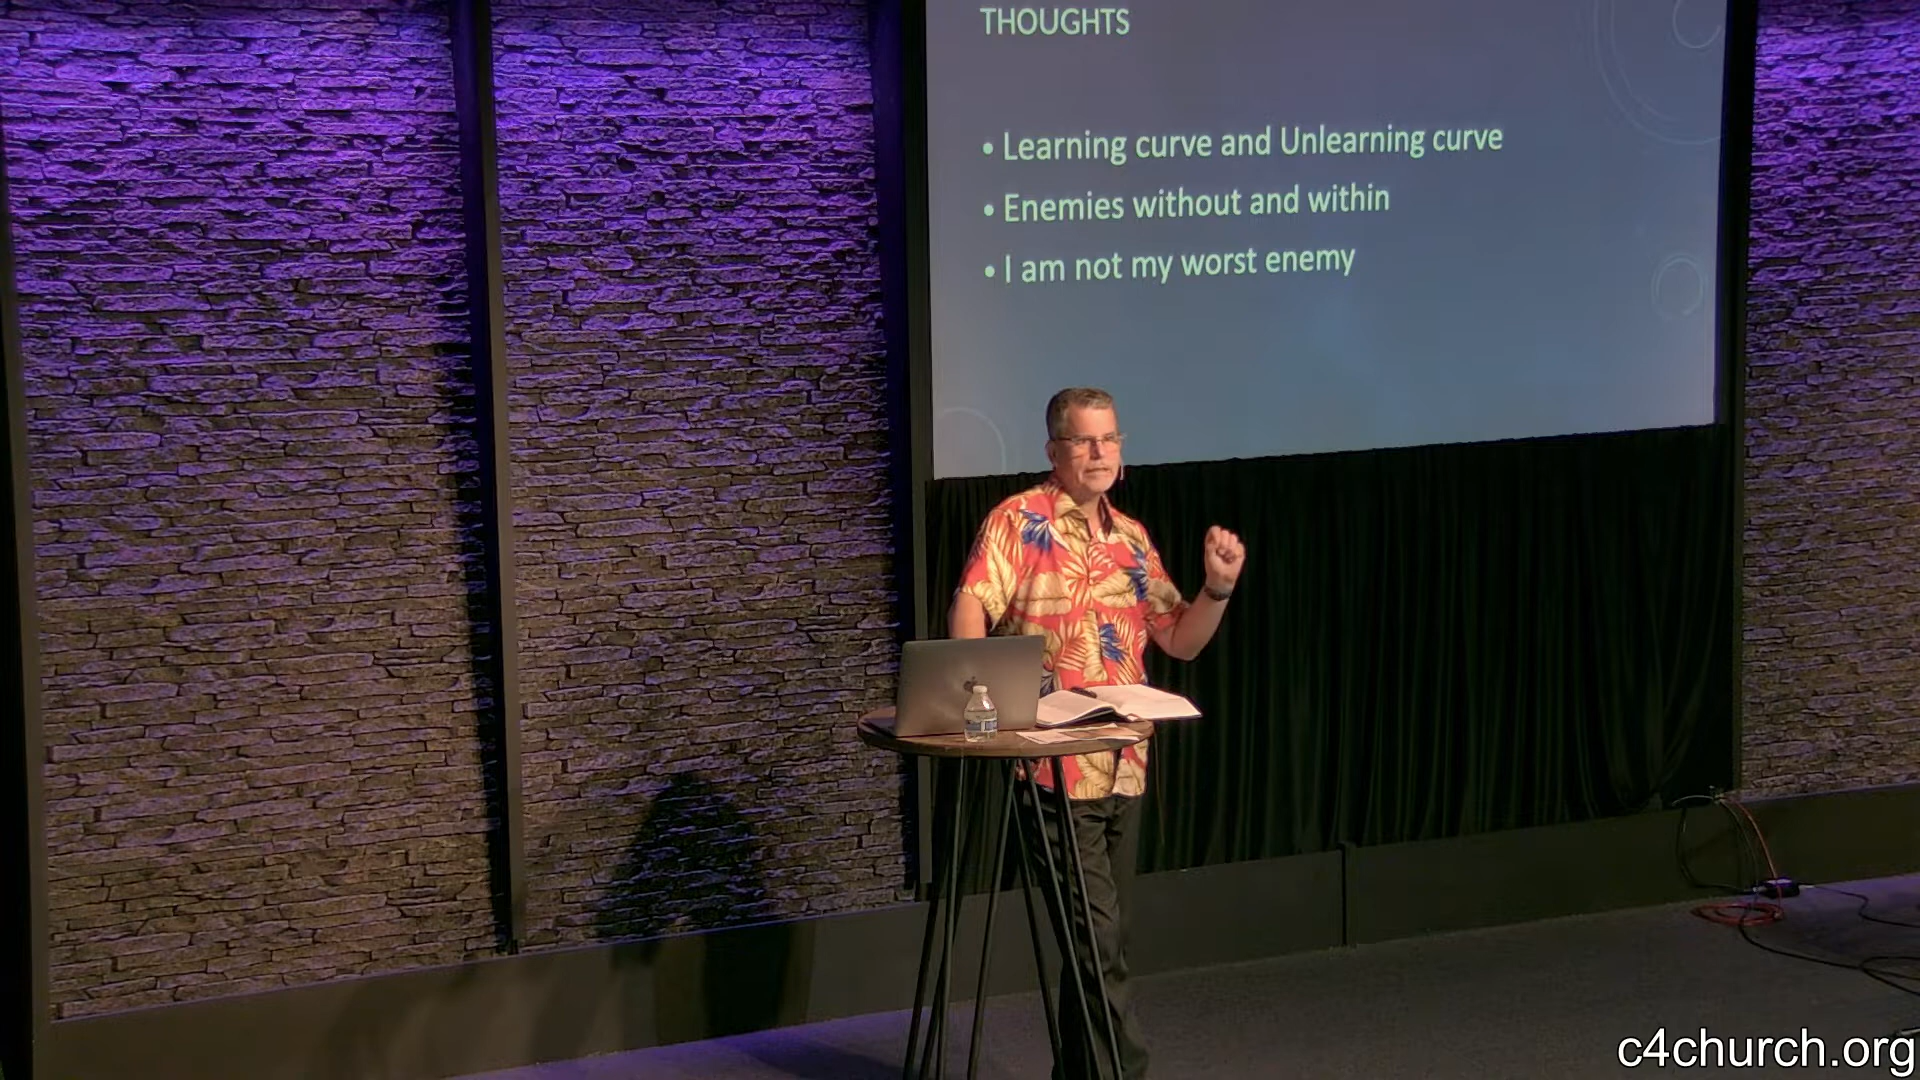 THOUGHTS
• Learning curve and Unlearning curve
• Enemies without and within
• I am not my worst enemy
c4church.org